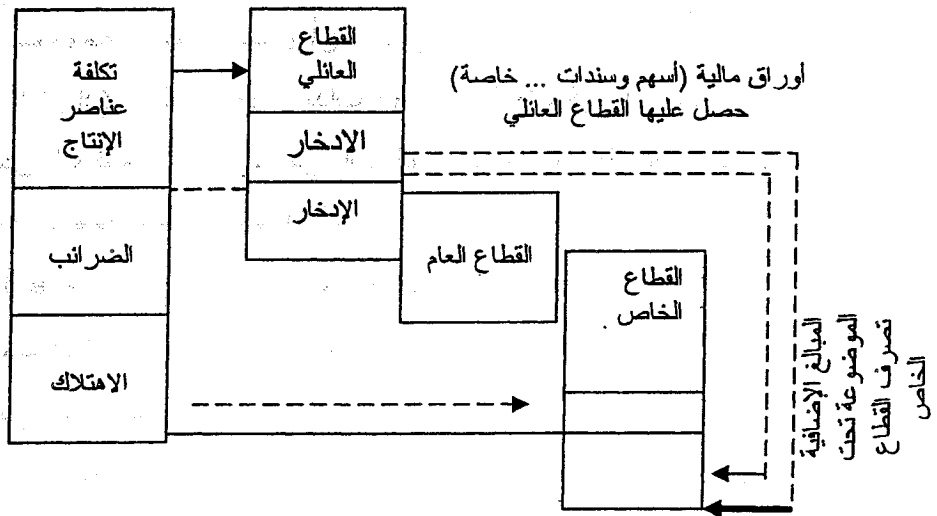 تكلفة
عناصر
الإنتاج
الضرائب
الاهتلاك
القطاع
العائلي
الادخار
الإدخار
القطاع العام
القطاع
الخاص
أوراق مالية (أسهم وسندات ... خاصة)
حصل عليها القطاع العائلي
المبالغ الإضافية
الموضوعة تحت
تصرف القطاع
الخاص